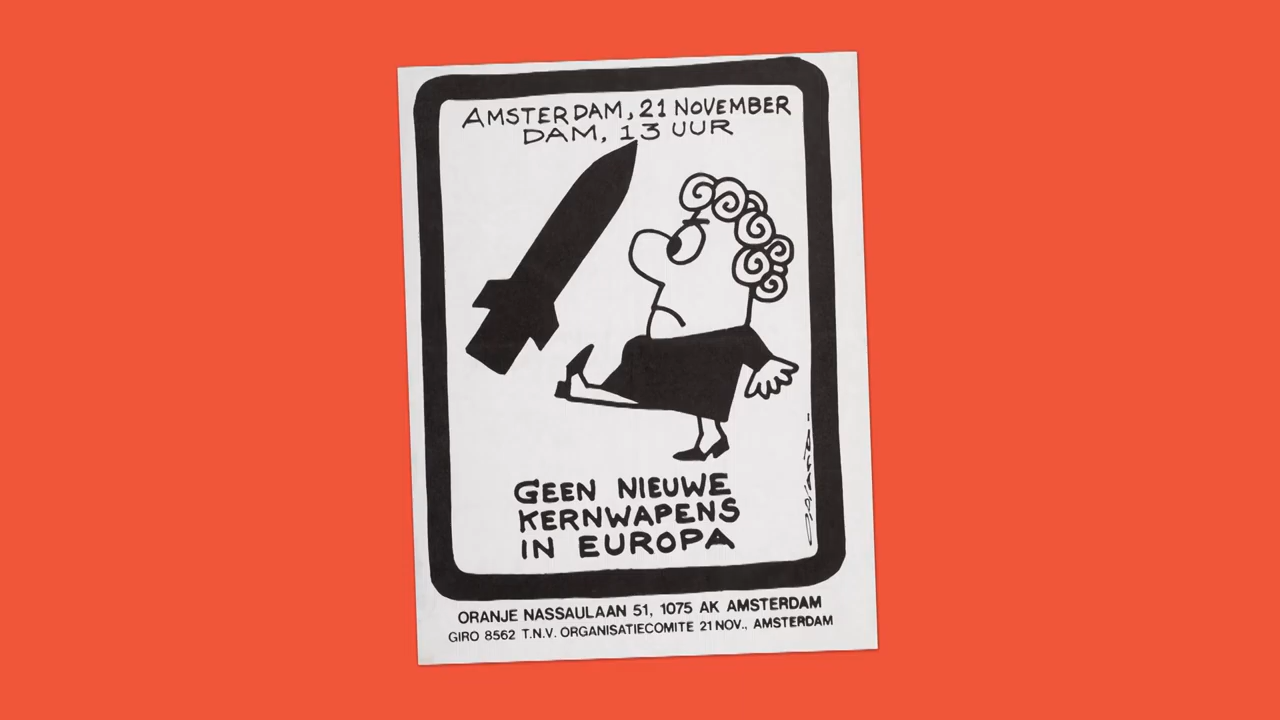 AMSTERDAM, 21 NOVEMBER
DAM, 13 UUR
GEEN NIEUWE
KERNWAPENS
IN EUROPA
ORANJE NASSAULAAN 51, 1075 AK AMSTERDAM
GIRO 8562 T.N.V. ORGANISATIECOMITE 21 NOV., AMSTERDAM